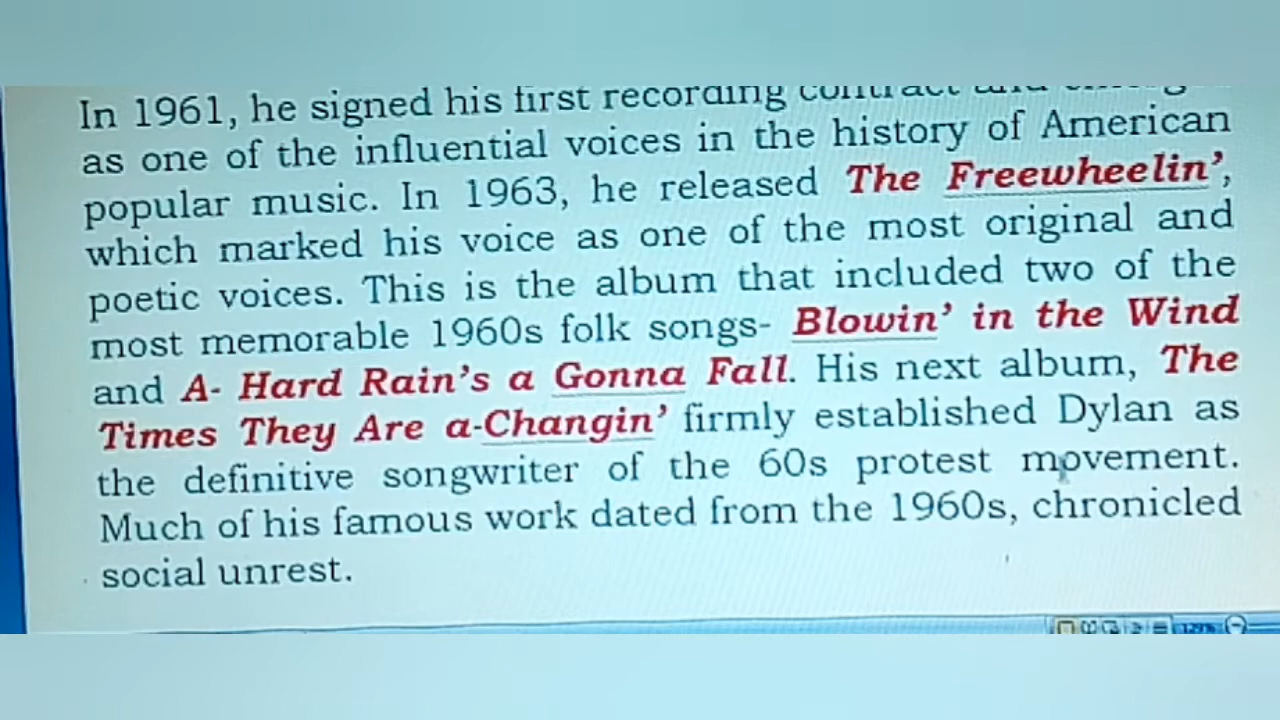 In 1961, he signed his first recording contract and
as one of the influential voices in the history of American
popular music. In 1963, he released The Freewheelin’,
which marked his voice as one of the most original and
poetic voices. This is the album that included two of the
most memorable 1960s folk songs- Blowin’ in the Wind
and A- Hard Rain’s a Gonna Fall. His next album, The
Times They Are a-Changin’ firmly established Dylan as
the definitive songwriter of the 60s protest movement.
Much of his famous work dated from the 1960s, chronicled
social unrest.
129%